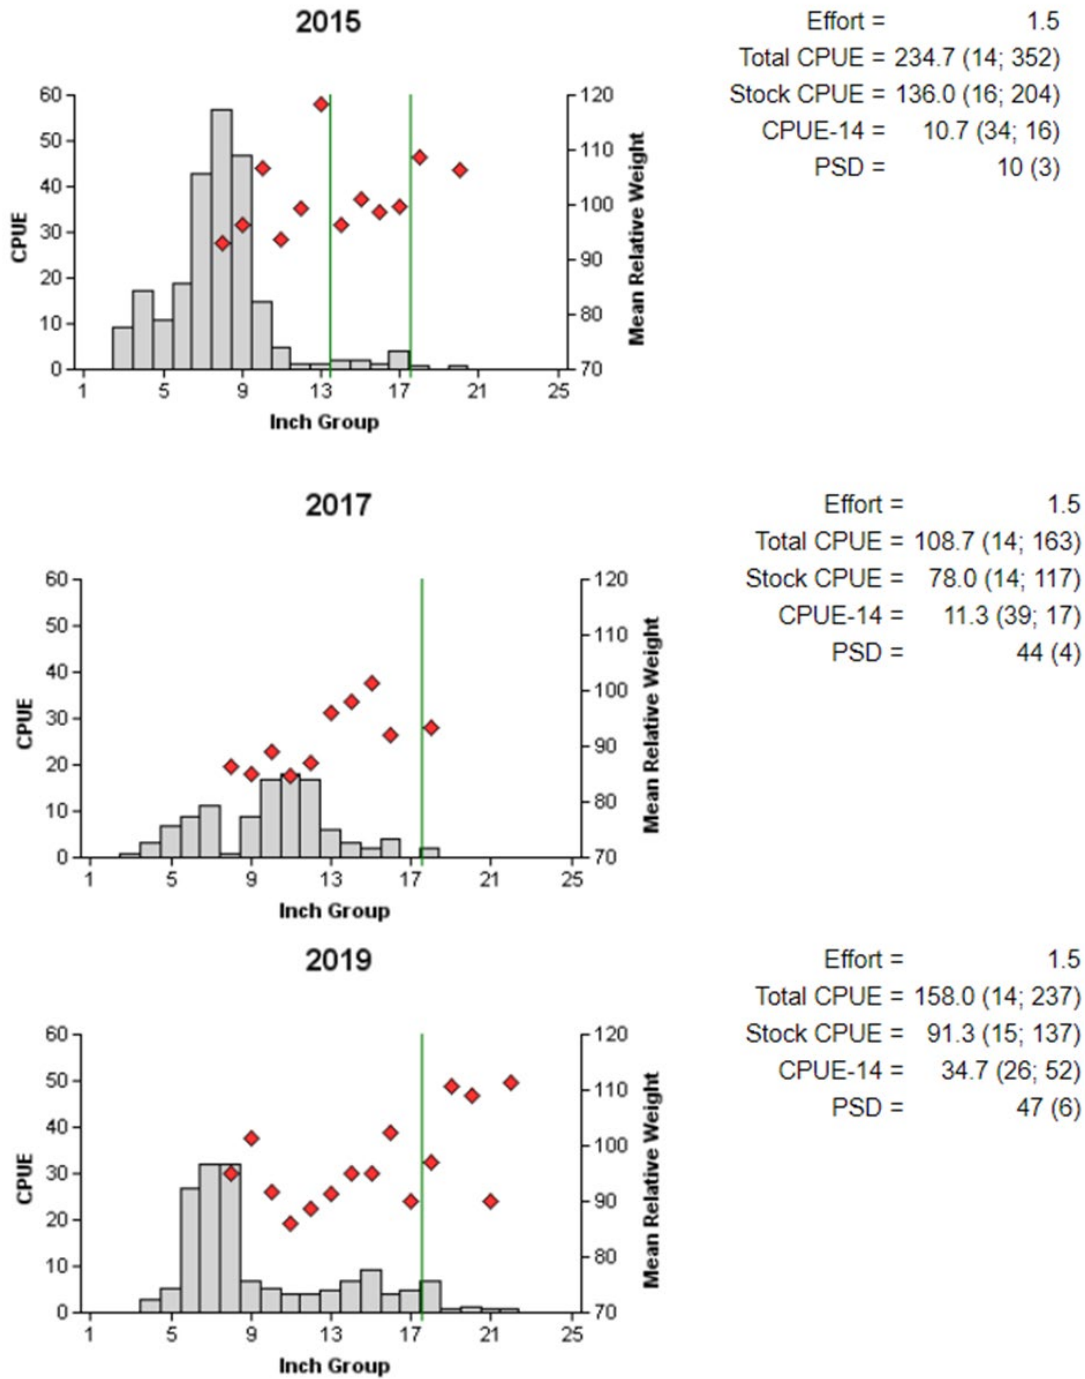 2015
Effort = 1.5
Total CPUE = 234.7 (14; 352)
Stock CPUE = 136.0 (16; 204)
CPUE-14 = 10.7 (34; 16)
PSD = 10 (3)
60
50
40
30
20
10
0
CPUE
120
110
100
90
80
70
Mean Relative Weight
1 5 9 13 17 21 25
Inch Group
2017
Effort = 1.5
Total CPUE = 108.7 (14; 163)
Stock CPUE = 78.0 (14; 117)
CPUE-14 = 11.3 (39; 17)
PSD = 44 (4)
60
50
40
30
20
10
0
CPUE
120
110
100
90
80
70
Mean Relative Weight
1 5 9 13 17 21 25
Inch Group
2019
Effort = 1.5
Total CPUE = 158.0 (14; 237)
Stock CPUE = 91.3 (15; 137)
CPUE-14 = 34.7 (26; 52)
PSD = 47 (6)
60
50
40
30
20
10
0
CPUE
120
110
100
90
80
70
Mean Relative Weight
1 5 9 13 17 21 25
Inch Group